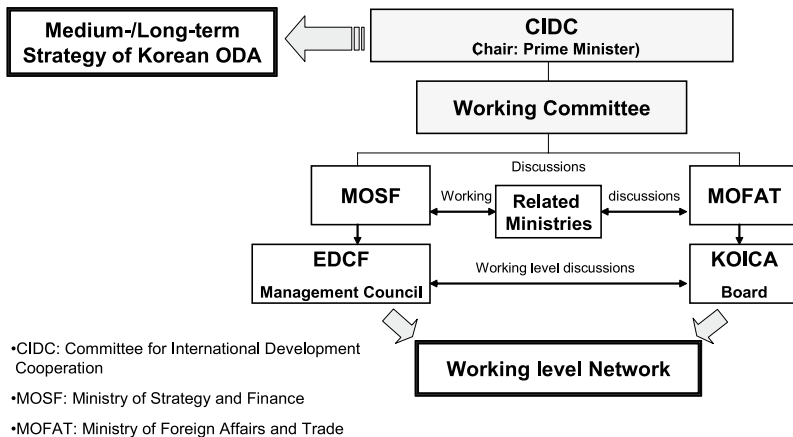 Medium-/Long-term
Strategy of Korean ODA
CIDC
Chair: Prime Minister)
Working Committee
Discussions
MOSF
Working
Related
Ministries
discussions
MOFAT
EDCF
Management Council
Working level discussions
KOICA
Board
Working level Network
•CIDC: Committee for International Development
Cooperation
•MOSF: Ministry of Strategy and Finance
•MOFAT: Ministry of Foreign Affairs and Trade